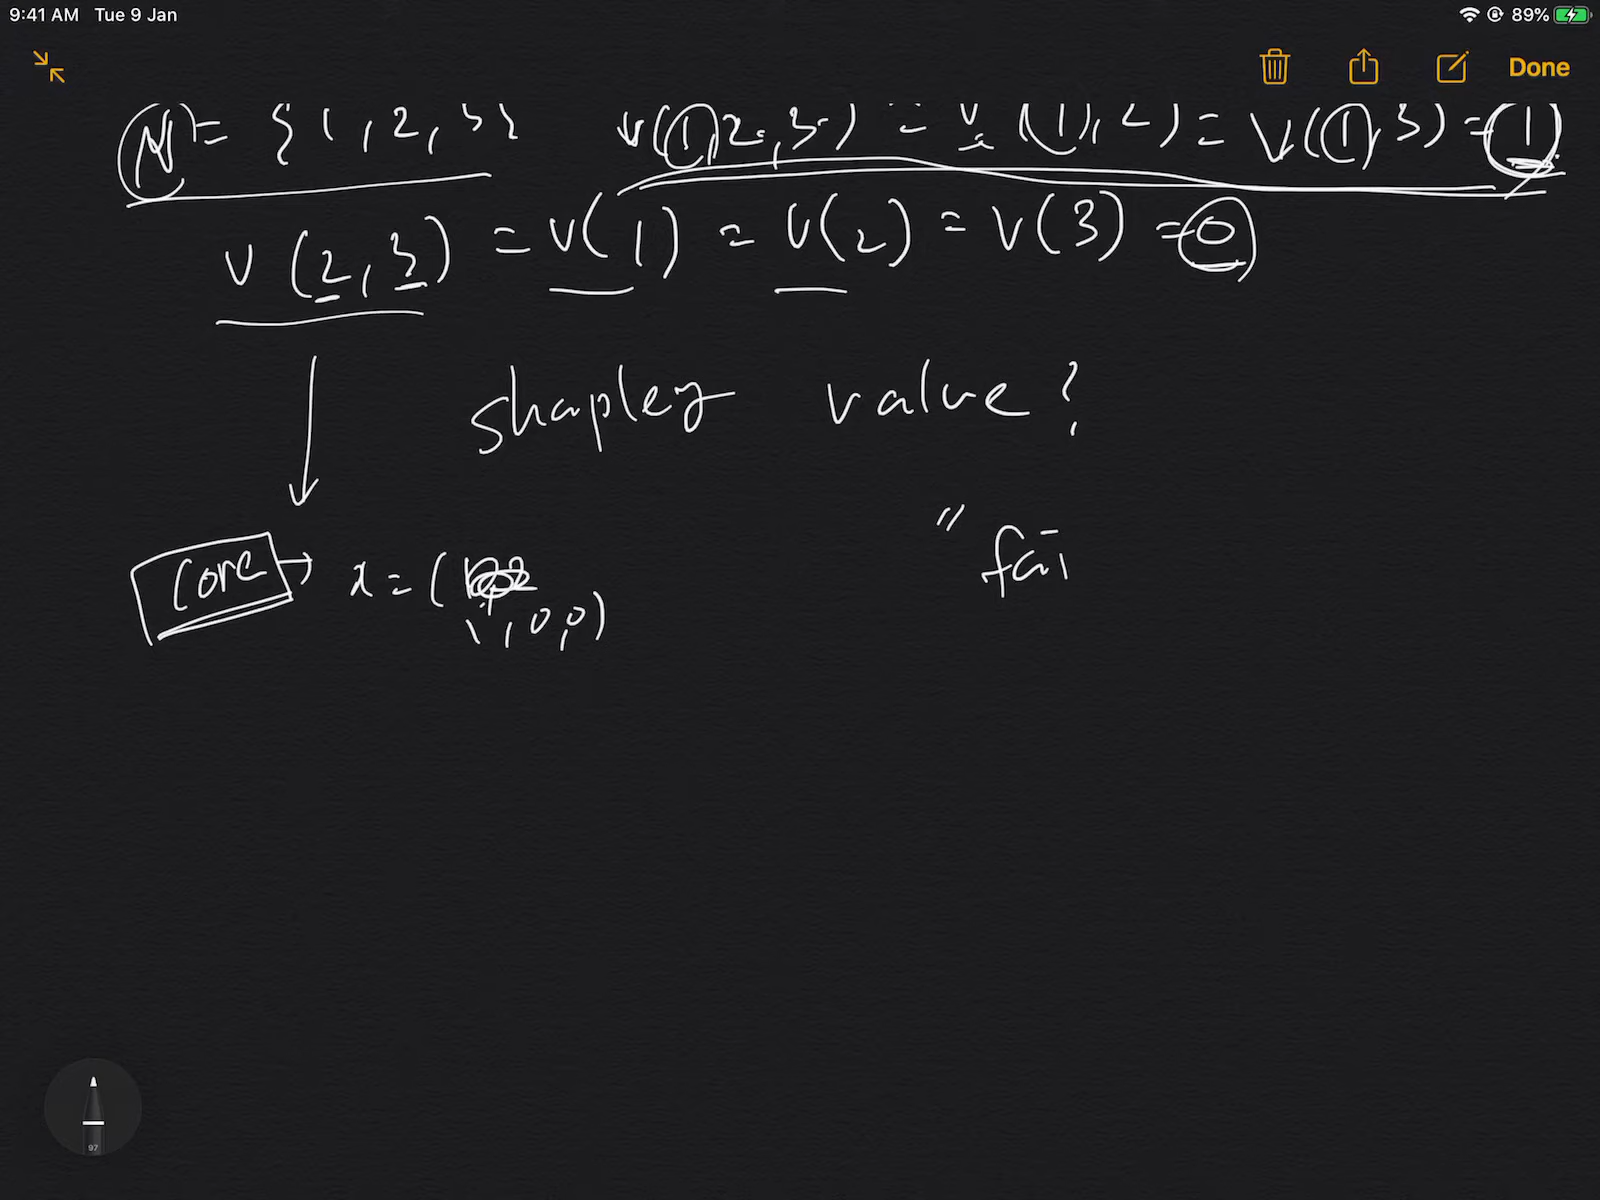 9:41 AM Tue 9 Jan 89%
Done
N = {1, 2, 3} v(1, 2, 3) = v(1, 2) = v(1, 3) = 1
v(2, 3) = v(1) = v(2) = v(3) = 0
shapley value?
" fai
Core → x = (
1, 0, 0)
97